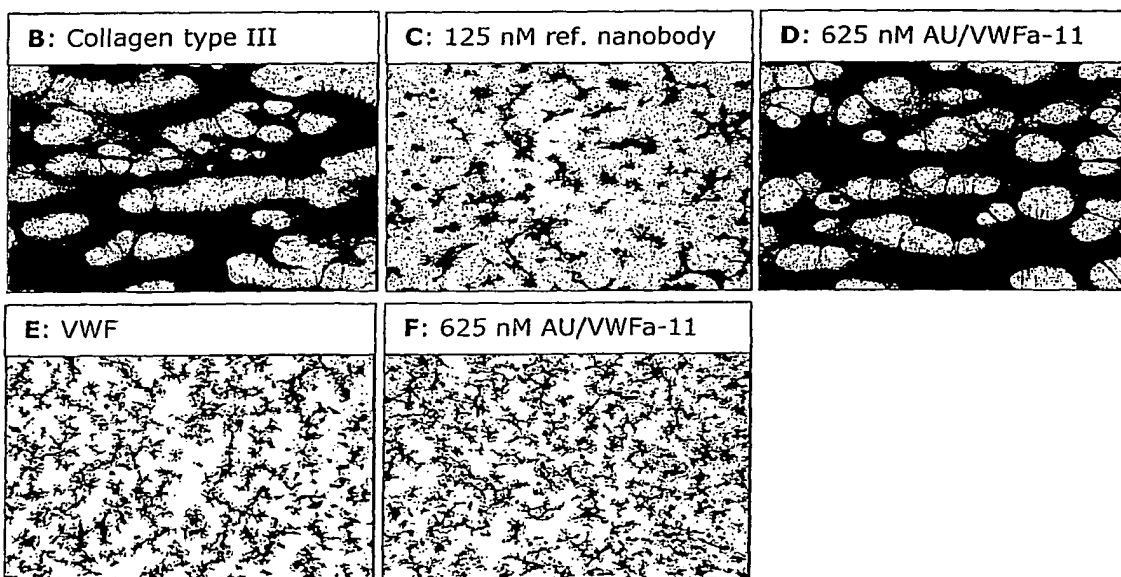 B: Collagen type III
C: 125 nM ref. nanobody
D: 625 nM AU/VWFa-11
E: VWF
F: 625 nM AU/VWFa-11